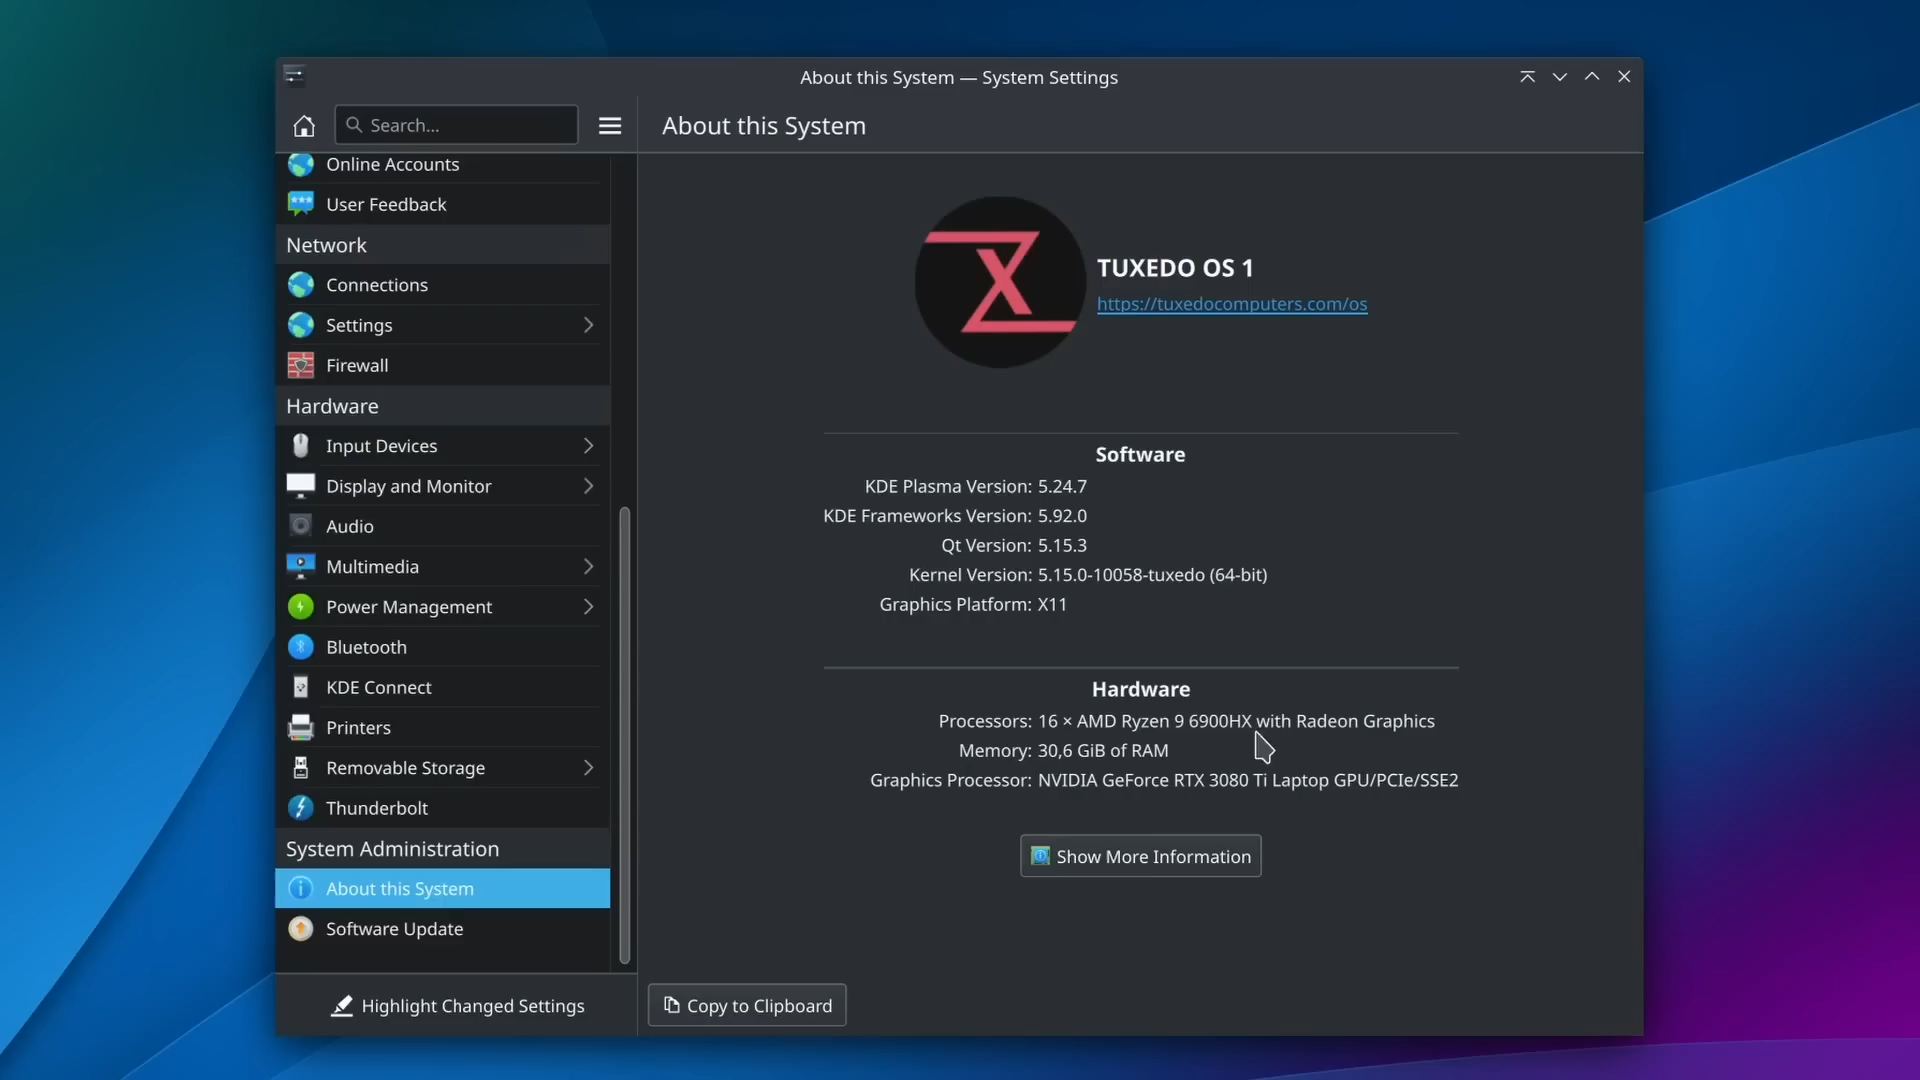 About this System — System Settings
Search...
About this System
Online Accounts
User Feedback
Network
Connections
Settings
Firewall
Hardware
Input Devices
Display and Monitor
Audio
Multimedia
Power Management
Bluetooth
KDE Connect
Printers
Removable Storage
Thunderbolt
System Administration
About this System
Software Update
Highlight Changed Settings
TUXEDO OS 1
https://tuxedocomputers.com/os
Software
KDE Plasma Version: 5.24.7
KDE Frameworks Version: 5.92.0
Qt Version: 5.15.3
Kernel Version: 5.15.0-10058-tuxedo (64-bit)
Graphics Platform: X11
Hardware
Processors: 16 × AMD Ryzen 9 6900HX with Radeon Graphics
Memory: 30,6 GiB of RAM
Graphics Processor: NVIDIA GeForce RTX 3080 Ti Laptop GPU/PCIe/SSE2
Show More Information
Copy to Clipboard